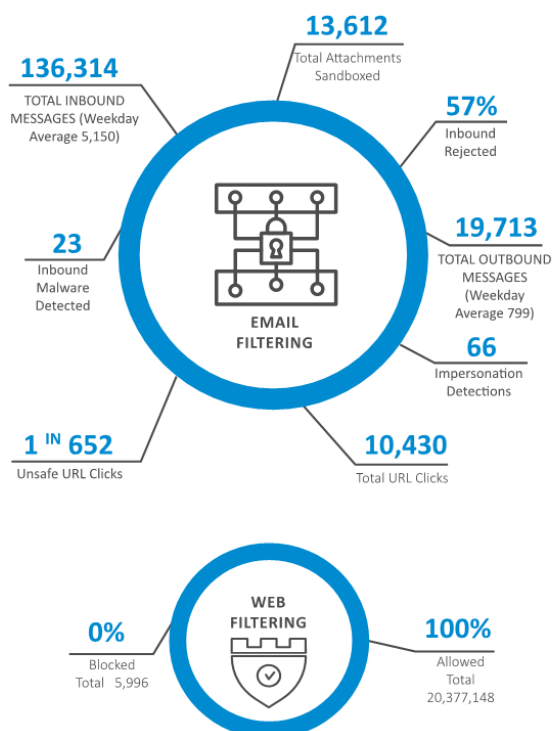 13,612
Total Attachments
Sandboxed
136,314
TOTAL INBOUND
MESSAGES (Weekday
Average 5,150)
57%
Inbound
Rejected
23
Inbound
Malware
Detected
19,713
TOTAL OUTBOUND
MESSAGES
(Weekday
Average 799)
EMAIL
FILTERING
66
Impersonation
Detections
1 IN 652
Unsafe URL Clicks
10,430
Total URL Clicks
WEB
FILTERING
0%
Blocked
Total 5,996
100%
Allowed
Total
20,377,148